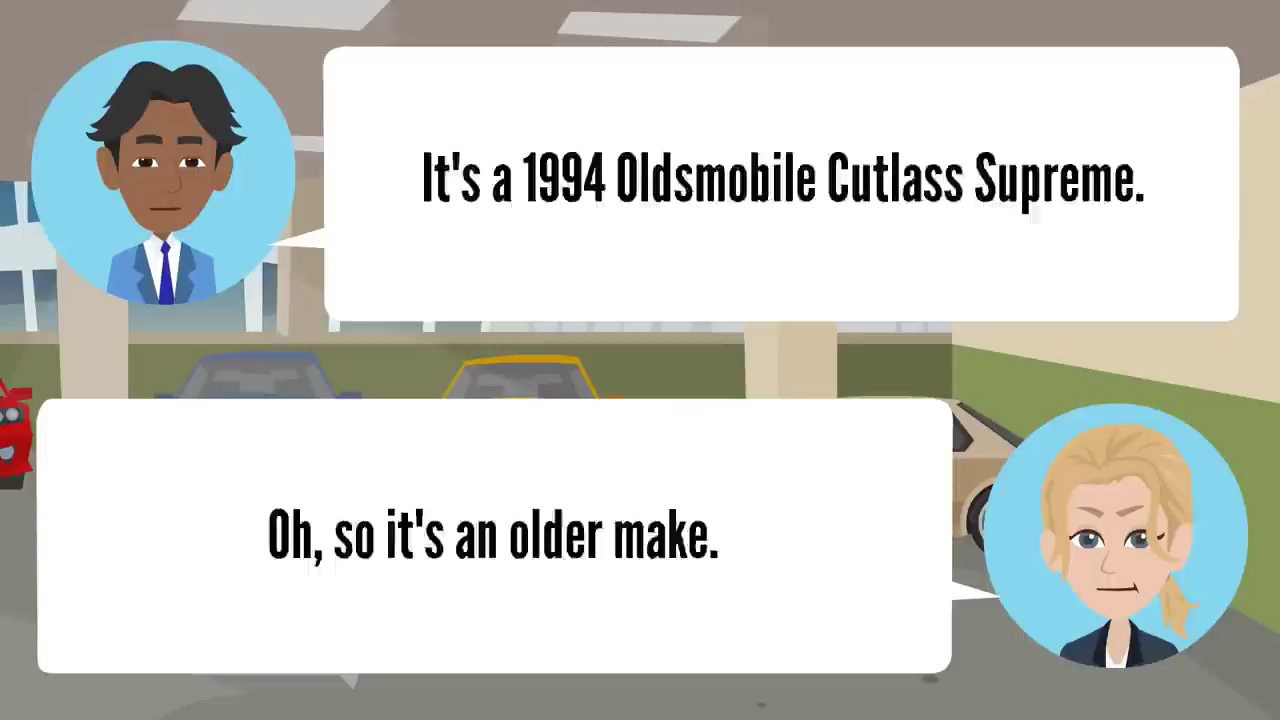 It's a 1994 Oldsmobile Cutlass Supreme.
Oh, so it's an older make.